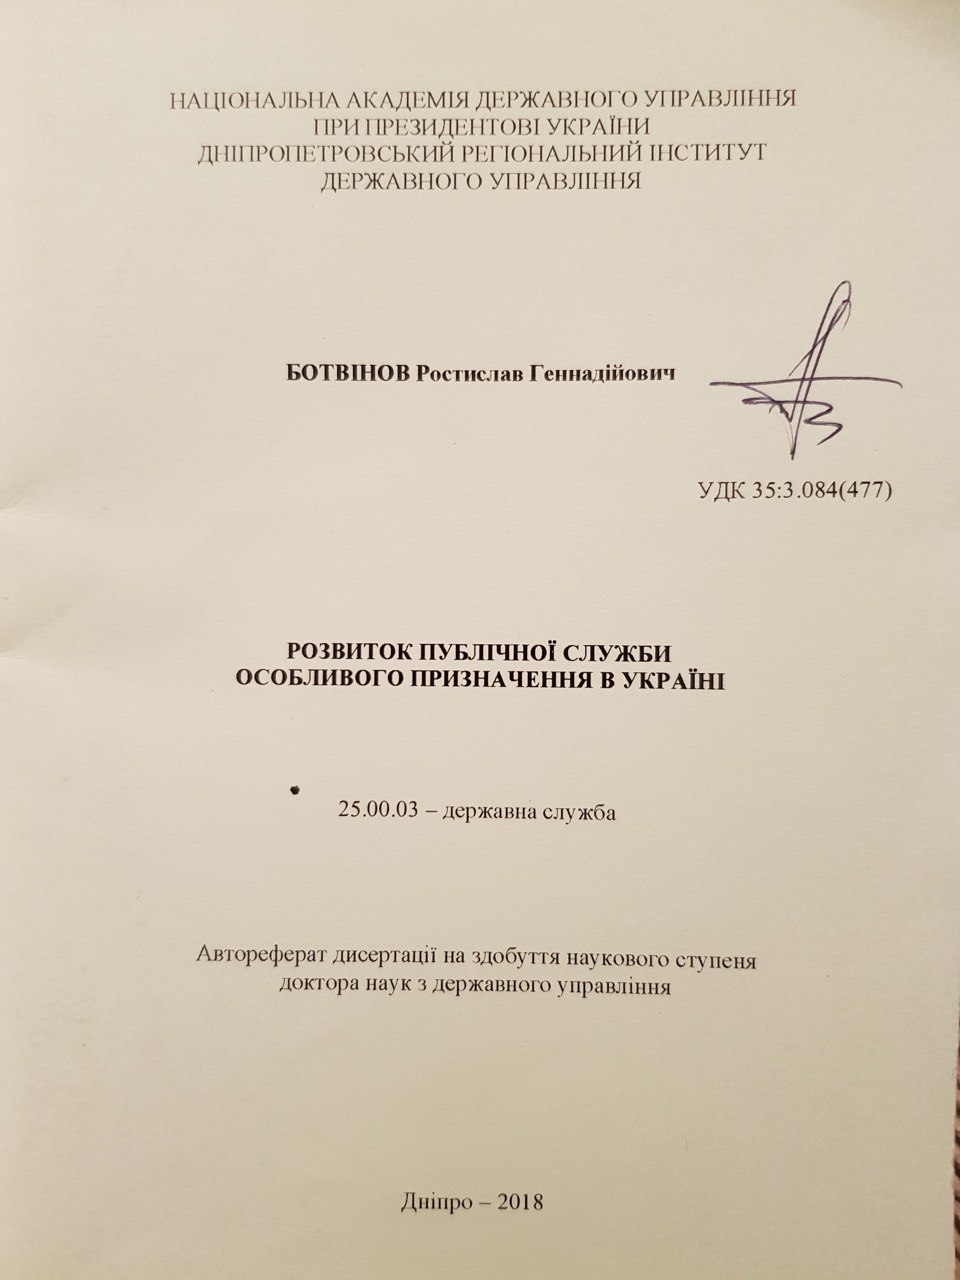 НАЦІОНАЛЬНА АКАДЕМІЯ ДЕРЖАВНОГО УПРАВЛІННЯ
ПРИ ПРЕЗИДЕНТОВІ УКРАЇНИ
ДНІПРОПЕТРОВСЬКИЙ РЕГІОНАЛЬНИЙ ІНСТИТУТ
ДЕРЖАВНОГО УПРАВЛІННЯ
БОТВІНОВ Ростислав Геннадійович
УДК 35:3.084(477)
РОЗВИТОК ПУБЛІЧНОЇ СЛУЖБИ
ОСОБЛИВОГО ПРИЗНАЧЕННЯ В УКРАЇНІ
25.00.03 – державна служба
Автореферат дисертації на здобуття наукового ступеня
доктора наук з державного управління
Дніпро – 2018